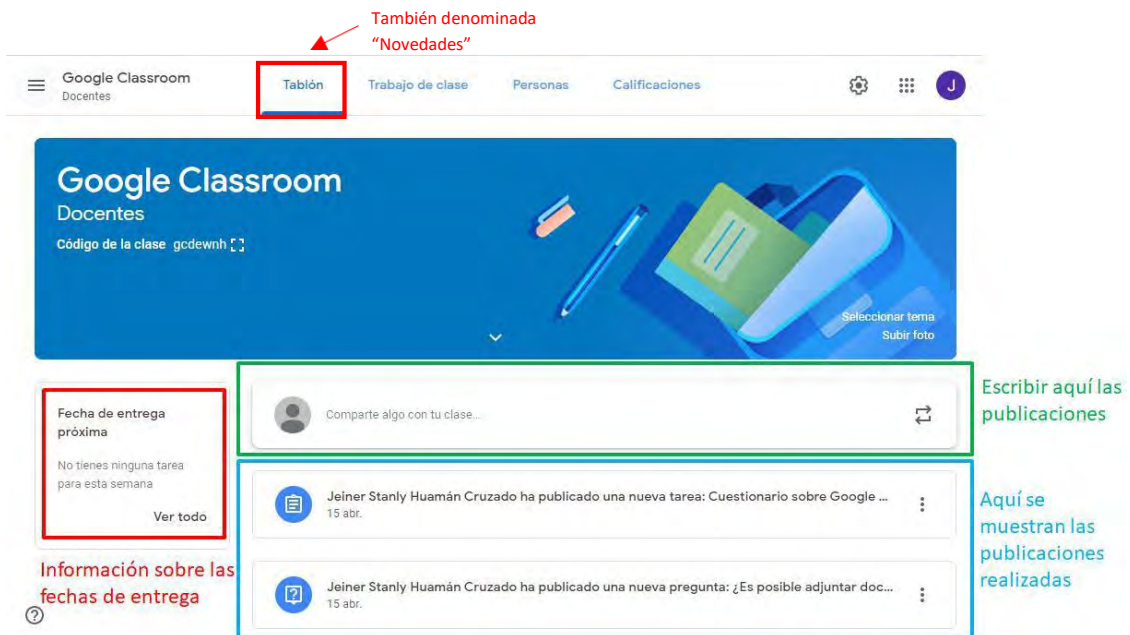 También denominada
“Novedades”
Google Classroom
Docentes
Tablón
Trabajo de clase
Personas
Calificaciones
J
Google Classroom
Docentes
Código de la clase gcdewnh
Seleccionar tema
Subir foto
Fecha de entrega
próxima
No tienes ninguna tarea
para esta semana
Ver todo
Información sobre las
fechas de entrega
Comparte algo con tu clase...
Escribir aquí las
publicaciones
Jeiner Stanly Huamán Cruzado ha publicado una nueva tarea: Cuestionario sobre Google ...
15 abr.
Jeiner Stanly Huamán Cruzado ha publicado una nueva pregunta: ¿Es posible adjuntar doc...
15 abr.
Aquí se
muestran las
publicaciones
realizadas